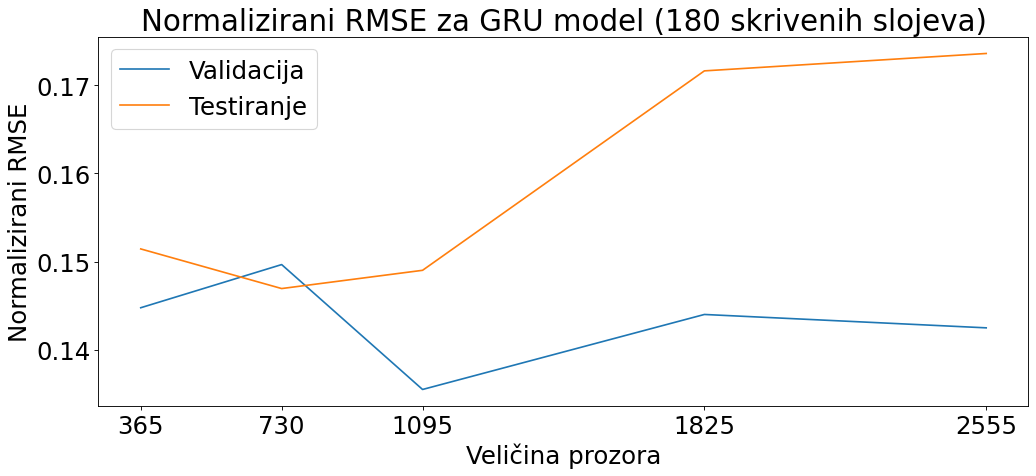 Normalizirani RMSE za GRU model (180 skrivenih slojeva)
Validacija
Testiranje
Normalizirani RMSE
0.17
0.16
0.15
0.14
365 730 1095 1825 2555
Veličina prozora